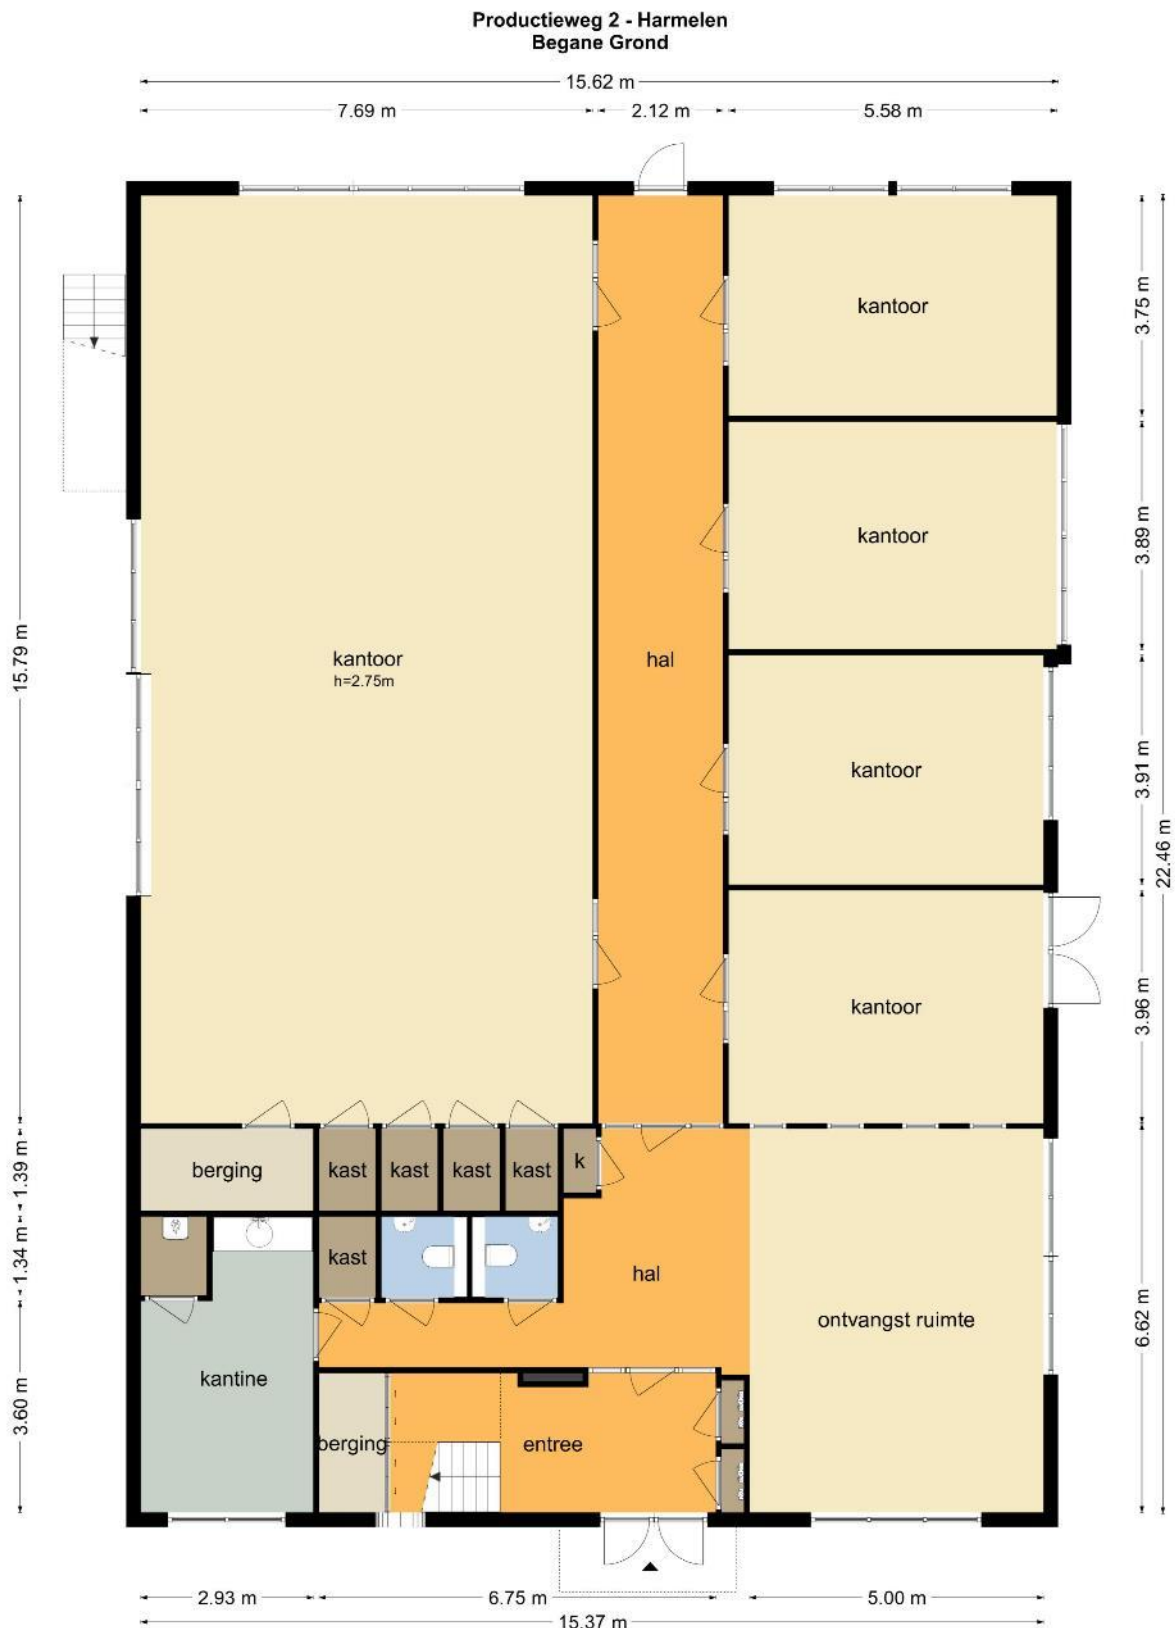 Productieweg 2 - Harmelen
Begane Grond
15.62 m
7.69 m
2.12 m
5.58 m
kantoor
3.75 m
kantoor
3.89 m
15.79 m
kantoor
h=2.75m
hal
kantoor
3.91 m
22.46 m
kantoor
3.96 m
1.39 m
berging
kast
kast
kast
kast
k
1.34 m
kast
hal
ontvangst ruimte
6.62 m
kantine
3.60 m
berging
entree
2.93 m
6.75 m
5.00 m
15.37 m